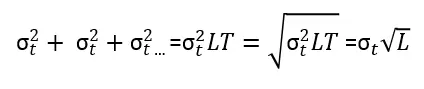 σ²ₜ + σ²ₜ + σ²ₜ ... =σ²ₜLT = √(σ²ₜLT) =σₜ√L